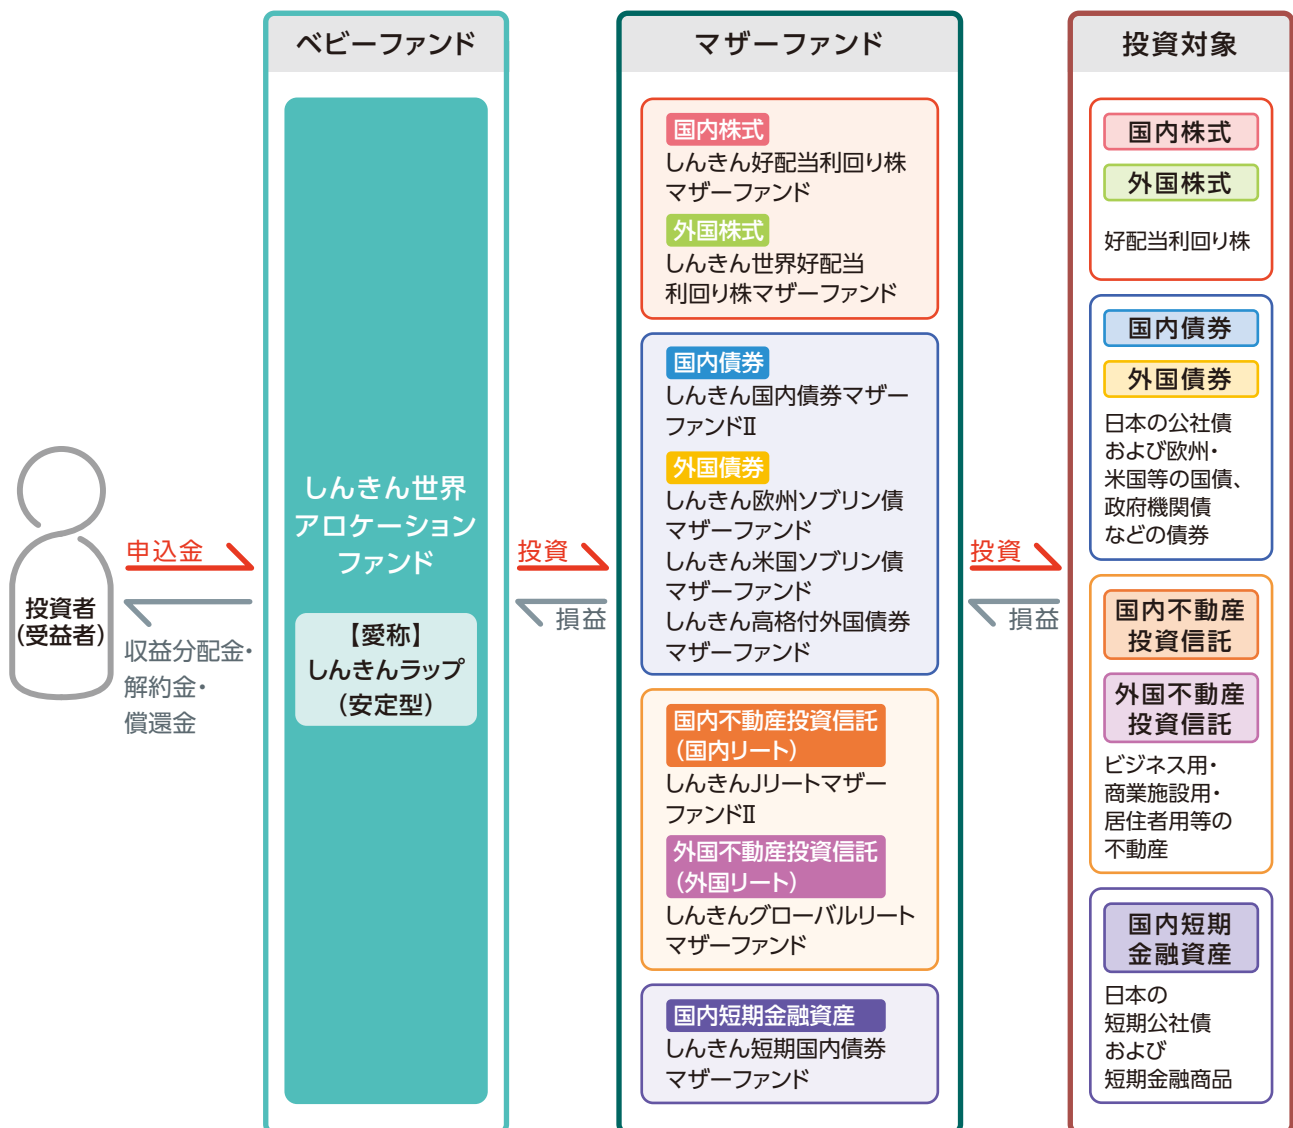 投資者
(受益者)
申込金
収益分配金・
解約金・
償還金
ベビーファンド
しんきん世界
アロケーション
ファンド
【愛称】
しんきんラップ
(安定型)
投資
損益
マザーファンド
国内株式
しんきん好配当利回り株
マザーファンド
外国株式
しんきん世界好配当
利回り株マザーファンド
国内債券
しんきん国内債券マザー
ファンドⅡ
外国債券
しんきん欧州ソブリン債
マザーファンド
しんきん米国ソブリン債
マザーファンド
しんきん高格付外国債券
マザーファンド
国内不動産投資信託
(国内リート)
しんきんJリートマザー
ファンドⅡ
外国不動産投資信託
(外国リート)
しんきんグローバルリート
マザーファンド
国内短期金融資産
しんきん短期国内債券
マザーファンド
投資
損益
投資対象
国内株式
外国株式
好配当利回り株
国内債券
外国債券
日本の公社債
および欧州・
米国等の国債、
政府機関債
などの債券
国内不動産
投資信託
外国不動産
投資信託
ビジネス用・
商業施設用・
居住者用等の
不動産
国内短期
金融資産
日本の
短期公社債
および
短期金融商品